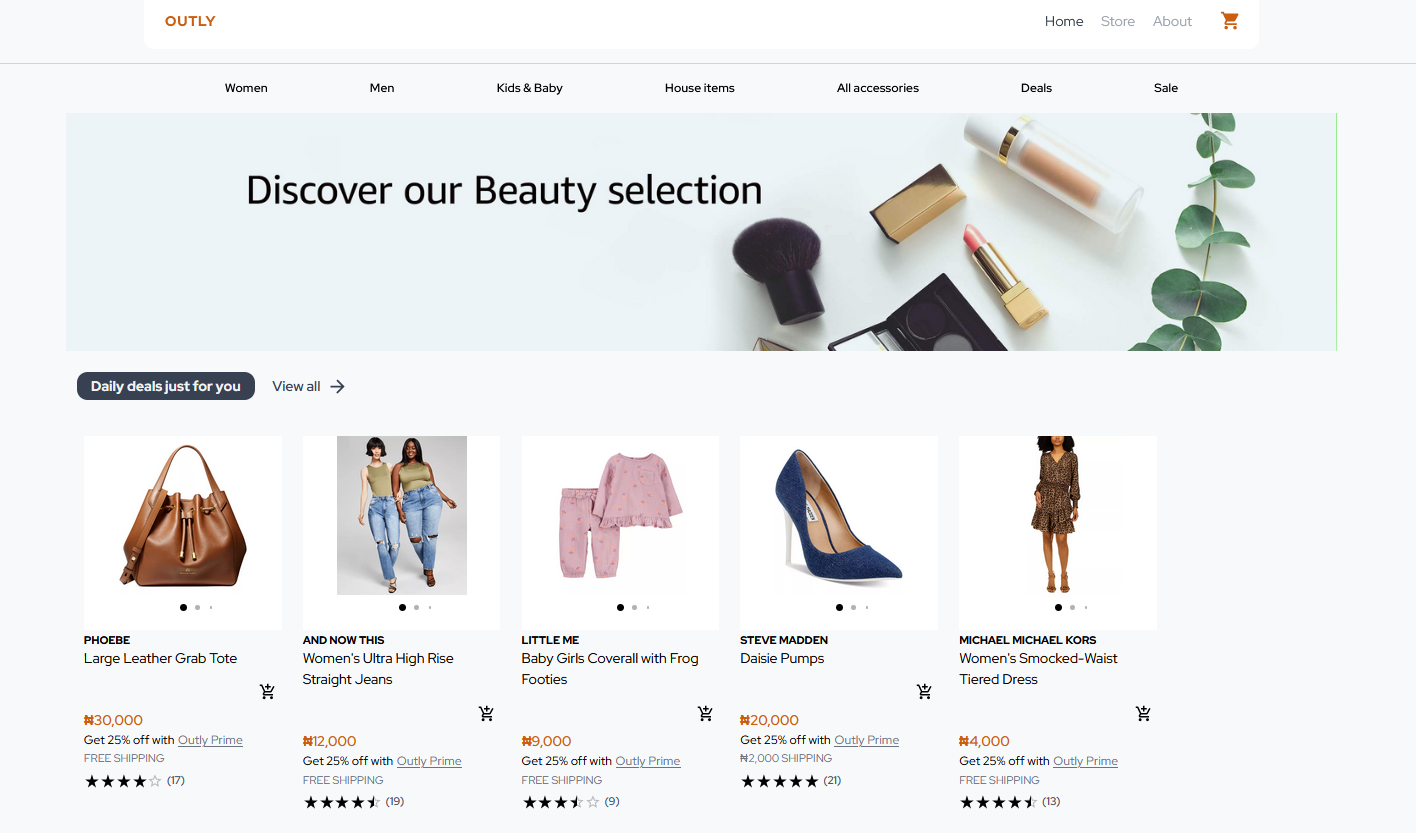 OUTLY
Home Store About
Women Men Kids & Baby House items All accessories Deals Sale
Discover our Beauty selection
Daily deals just for you View all
PHOEBE
Large Leather Grab Tote
₦30,000
Get 25% off with Outly Prime
FREE SHIPPING
(17)
AND NOW THIS
Women's Ultra High Rise
Straight Jeans
₦12,000
Get 25% off with Outly Prime
FREE SHIPPING
(19)
LITTLE ME
Baby Girls Coverall with Frog
Footies
₦9,000
Get 25% off with Outly Prime
FREE SHIPPING
(9)
STEVE MADDEN
Daisie Pumps
₦20,000
Get 25% off with Outly Prime
₦2,000 SHIPPING
(21)
MICHAEL MICHAEL KORS
Women's Smocked-Waist
Tiered Dress
₦4,000
Get 25% off with Outly Prime
FREE SHIPPING
(13)